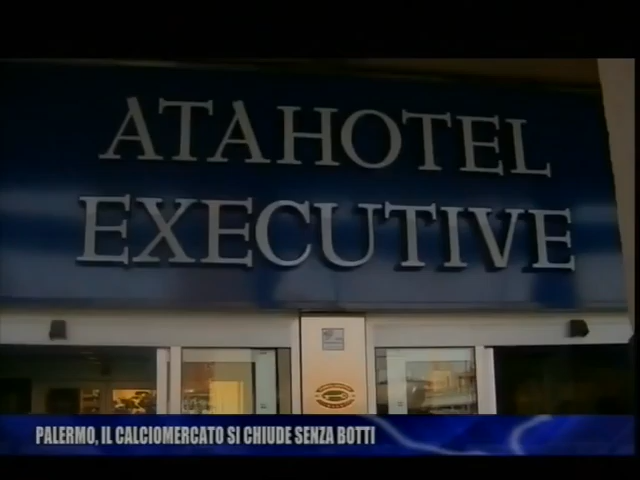 ATAHOTEL
EXECUTIVE
PALERMO, IL CALCIOMERCATO SI CHIUDE SENZA BOTTI